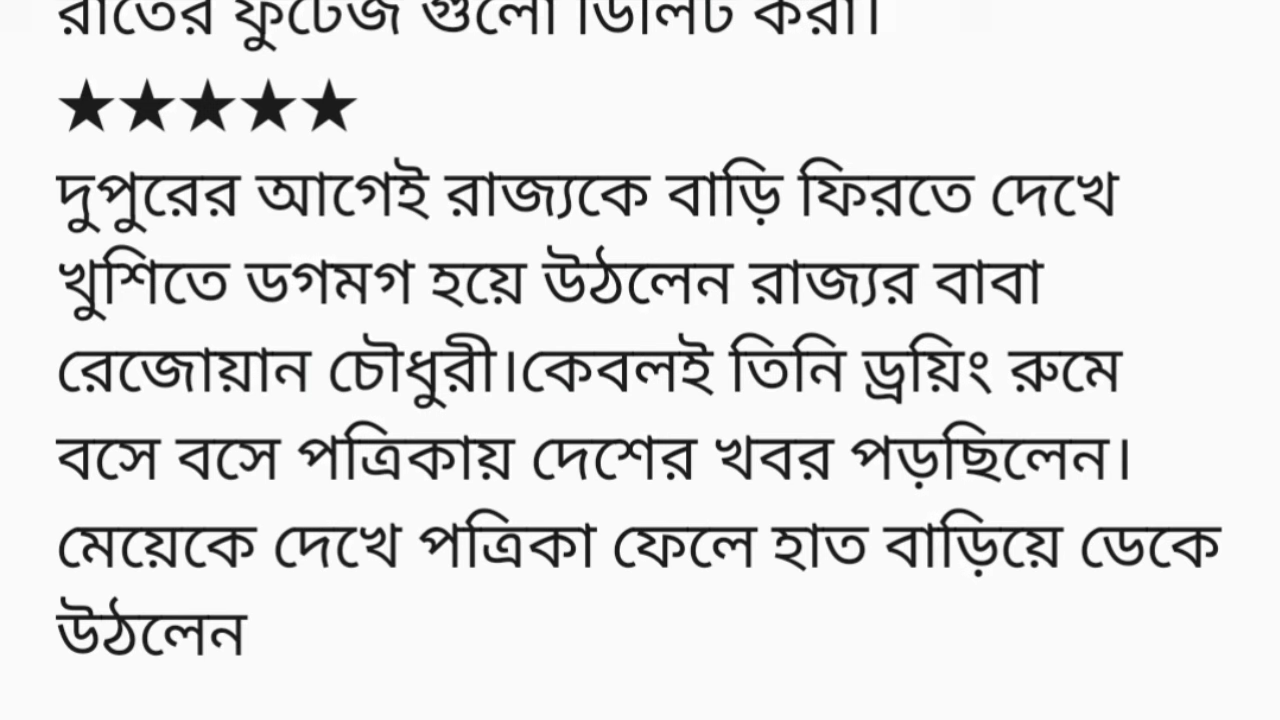 রাতের ফুটেজ গুলো ডিলিট করা।
★★★★★
দুপুরের আগেই রাজ্যকে বাড়ি ফিরতে দেখে
খুশিতে ডগমগ হয়ে উঠলেন রাজ্যর বাবা
রেজোয়ান চৌধুরী।কেবলই তিনি ড্রয়িং রুমে
বসে বসে পত্রিকায় দেশের খবর পড়ছিলেন।
মেয়েকে দেখে পত্রিকা ফেলে হাত বাড়িয়ে ডেকে
উঠলেন